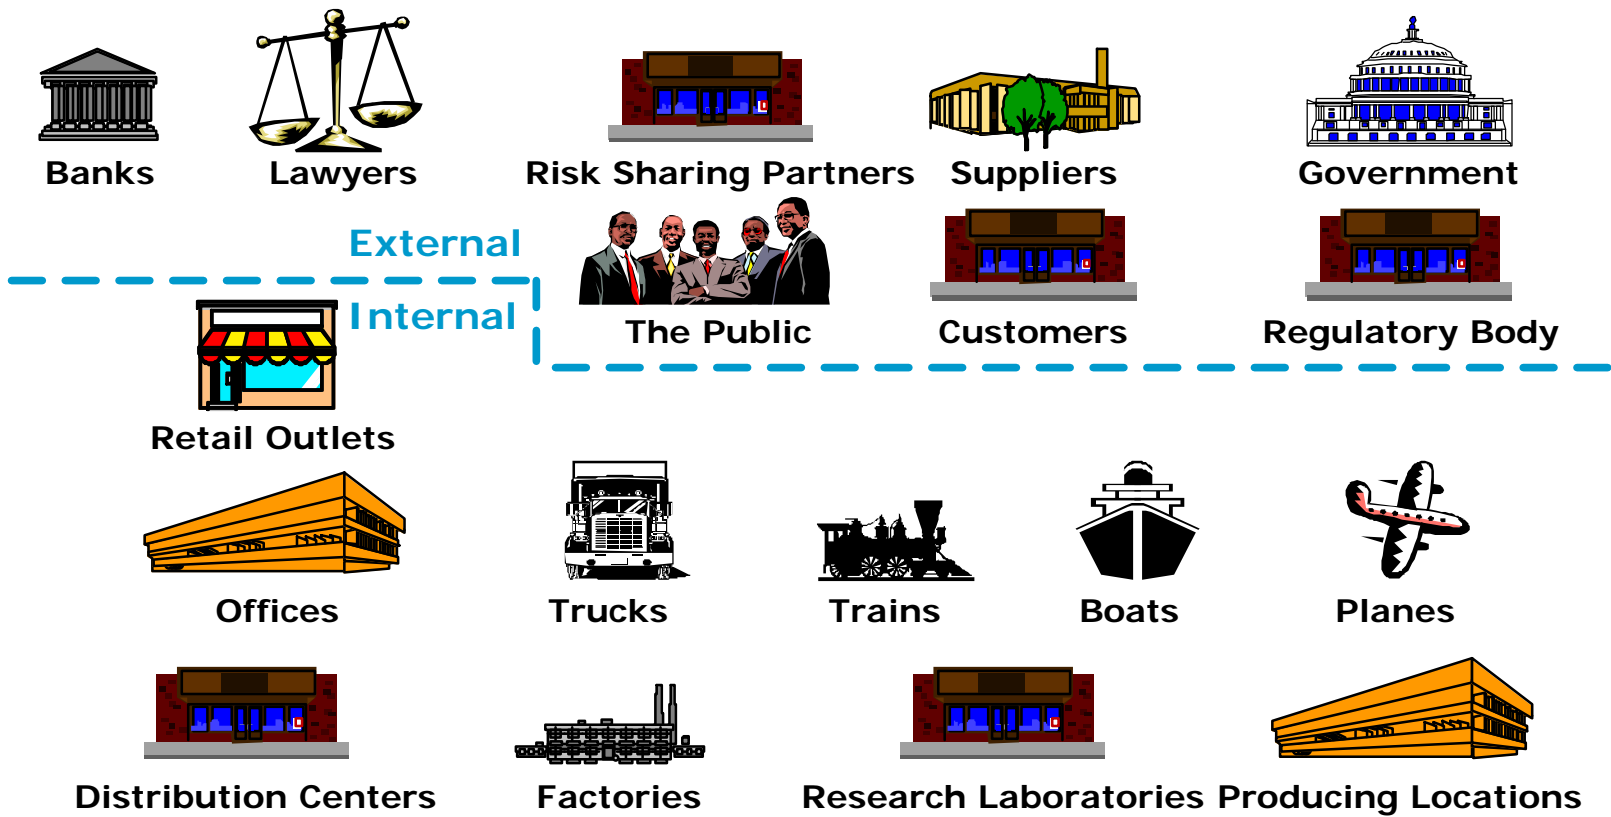 Banks
Lawyers
Risk Sharing Partners
Suppliers
Government
External
Internal
The Public
Customers
Regulatory Body
Retail Outlets
Offices
Trucks
Trains
Boats
Planes
Distribution Centers
Factories
Research Laboratories
Producing Locations